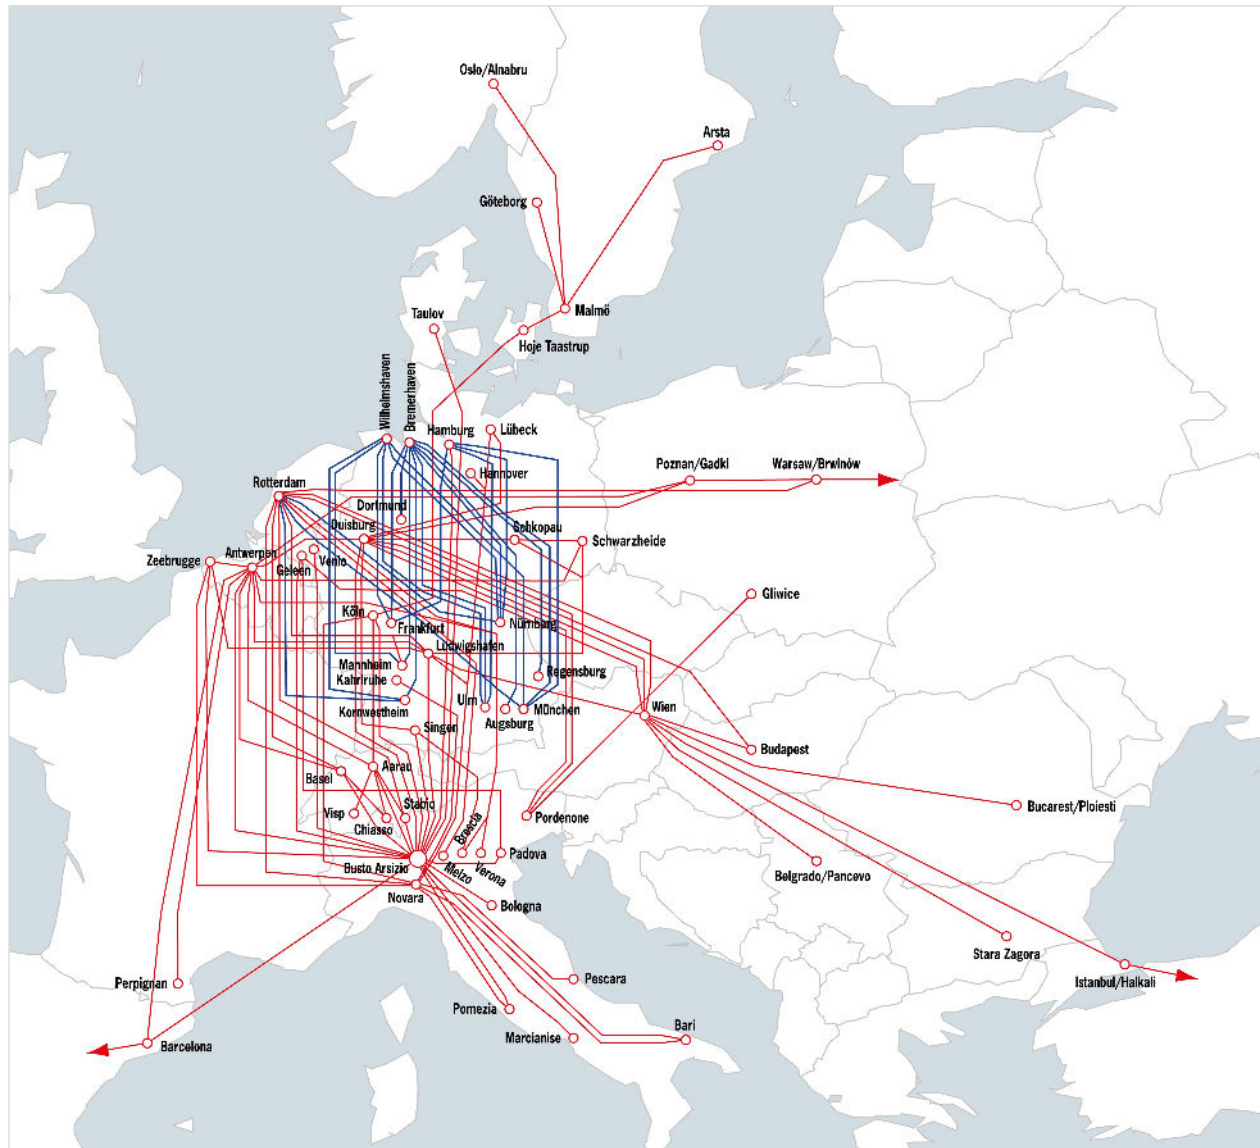 Oslo/Alnabru
Arsta
Göteborg
Malmö
Taulov
Hoje Taastrup
Wilhelmshaven
Bremerhaven
Hamburg
Lübeck
Hannover
Poznan/Gadki
Warsaw/Brwinów
Rotterdam
Dortmund
Duisburg
Schkopau
Schwarzheide
Zeebrugge
Antwerpen
Venlo
Geleen
Gliwice
Köln
Frankfurt
Nürnberg
Ludwigshafen
Mannheim
Kahrlruhe
Regensburg
Kornwestheim
Ulm
Augsburg
München
Wien
Singen
Budapest
Basel
Aarau
Visp
Chiasso
Stabio
Pordenone
Bucarest/Ploiesti
Brescia
Busto Arsizio
Melzo
Verona
Padova
Belgrado/Pancevo
Novara
Bologna
Stara Zagora
Perpignan
Pescara
Istanbul/Halkali
Pomezia
Bari
Marcianise
Barcelona